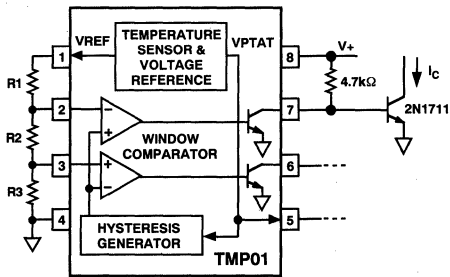 VREF
TEMPERATURE
SENSOR &
VOLTAGE
REFERENCE
VPTAT
1
8
V+
R1
4.7kΩ
IC
2
–
+
7
2N1711
R2
WINDOW
COMPARATOR
3
+
–
6
R3
4
HYSTERESIS
GENERATOR
5
TMP01